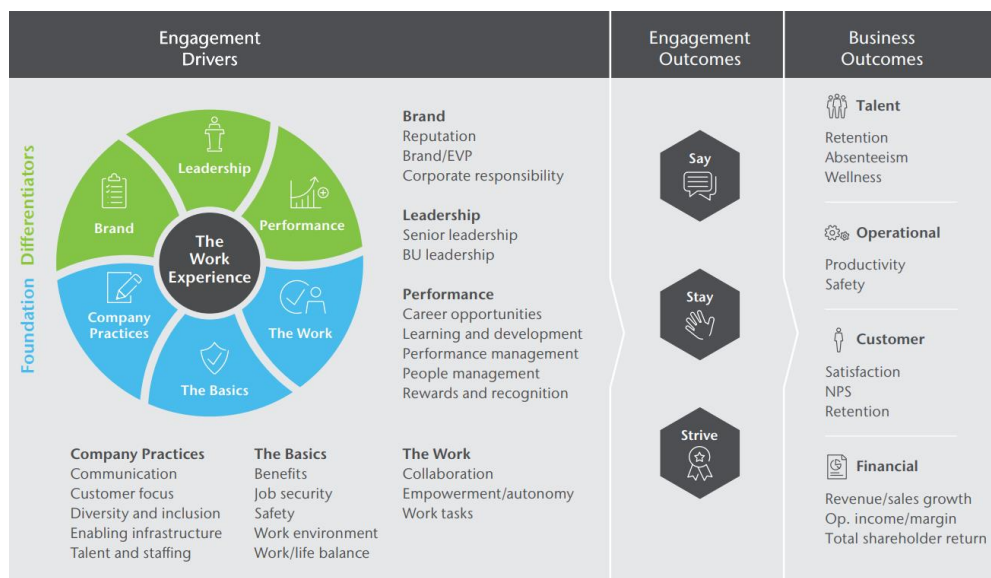 Engagement
Drivers
Engagement
Outcomes
Business
Outcomes
Differentiators
Foundation
Leadership
Brand
Performance
The
Work
Experience
Company
Practices
The Work
The Basics
Brand
Reputation
Brand/EVP
Corporate responsibility
Leadership
Senior leadership
BU leadership
Performance
Career opportunities
Learning and development
Performance management
People management
Rewards and recognition
Company Practices
Communication
Customer focus
Diversity and inclusion
Enabling infrastructure
Talent and staffing
The Basics
Benefits
Job security
Safety
Work environment
Work/life balance
The Work
Collaboration
Empowerment/autonomy
Work tasks
Say
Stay
Strive
Talent
Retention
Absenteeism
Wellness
Operational
Productivity
Safety
Customer
Satisfaction
NPS
Retention
Financial
Revenue/sales growth
Op. income/margin
Total shareholder return